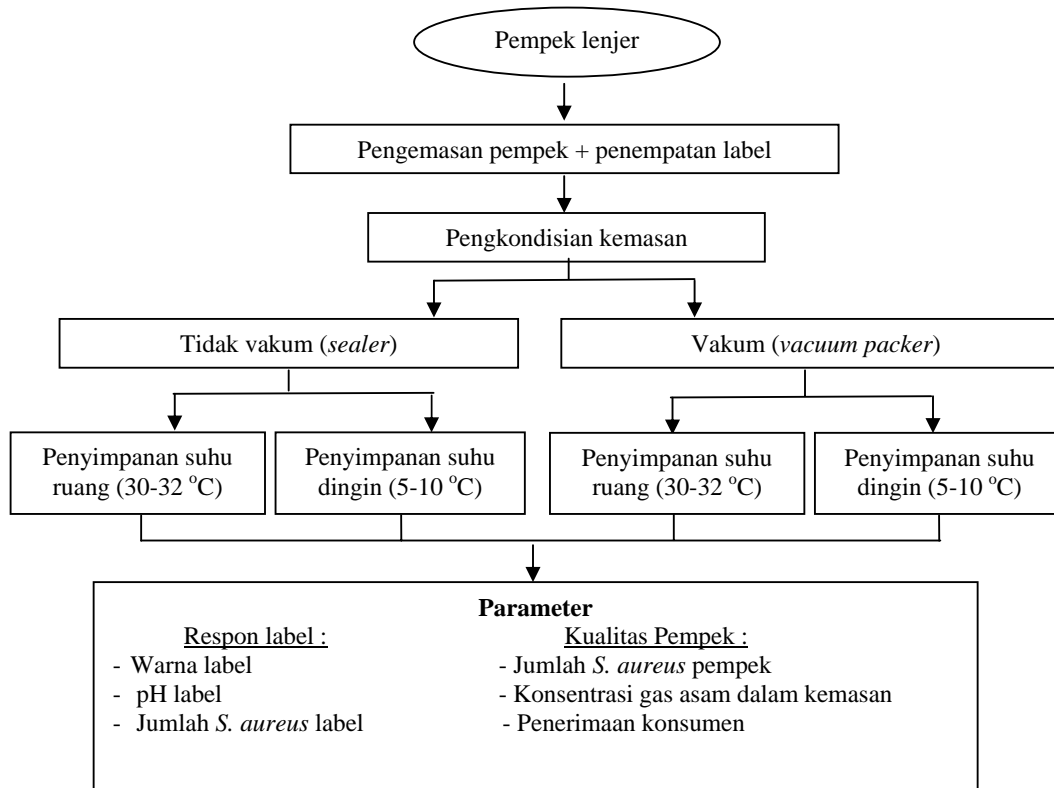 Pempek lenjer
Pengemasan pempek + penempatan label
Pengkondisian kemasan
Tidak vakum (sealer)
Vakum (vacuum packer)
Penyimpanan suhu
ruang (30-32 °C)
Penyimpanan suhu
dingin (5-10 °C)
Penyimpanan suhu
ruang (30-32 °C)
Penyimpanan suhu
dingin (5-10 °C)
Parameter
Respon label :
- Warna label
- pH label
- Jumlah S. aureus label
Kualitas Pempek :
- Jumlah S. aureus pempek
- Konsentrasi gas asam dalam kemasan
- Penerimaan konsumen